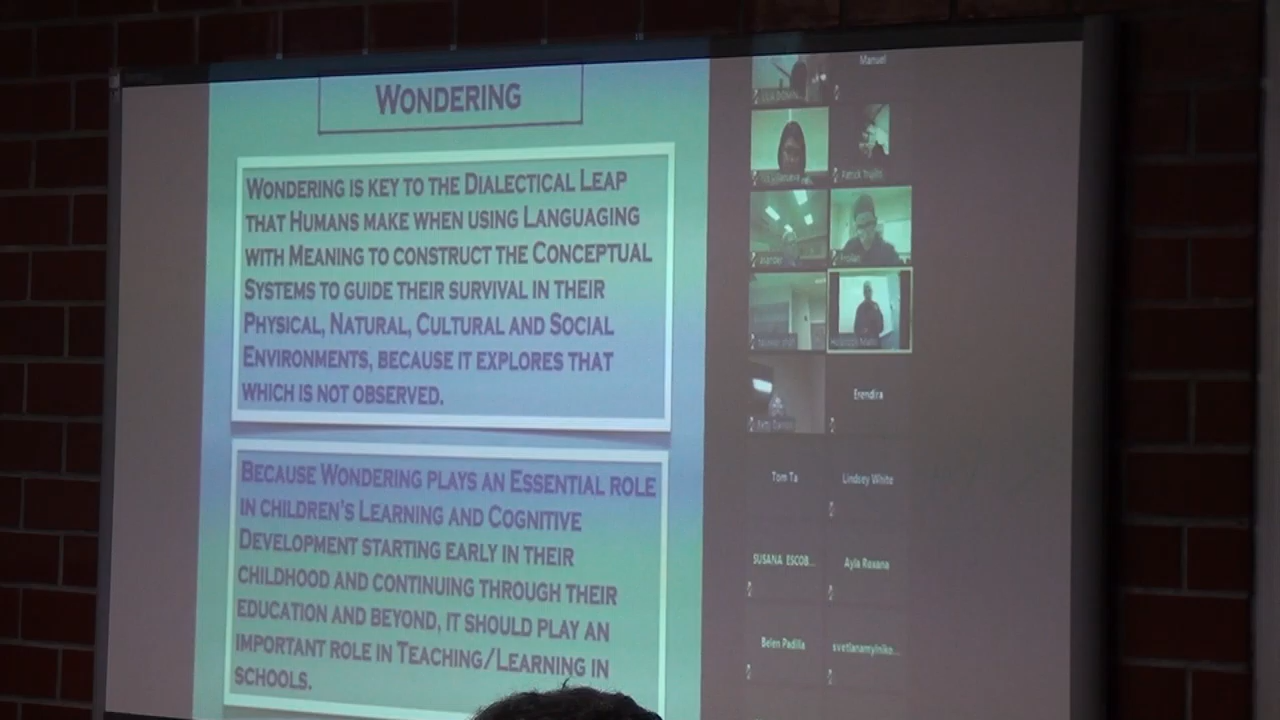 WONDERING
WONDERING IS KEY TO THE DIALECTICAL LEAP
THAT HUMANS MAKE WHEN USING LANGUAGING
WITH MEANING TO CONSTRUCT THE CONCEPTUAL
SYSTEMS TO GUIDE THEIR SURVIVAL IN THEIR
PHYSICAL, NATURAL, CULTURAL AND SOCIAL
ENVIRONMENTS, BECAUSE IT EXPLORES THAT
WHICH IS NOT OBSERVED.
BECAUSE WONDERING PLAYS AN ESSENTIAL ROLE
IN CHILDREN'S LEARNING AND COGNITIVE
DEVELOPMENT STARTING EARLY IN THEIR
CHILDHOOD AND CONTINUING THROUGH THEIR
EDUCATION AND BEYOND, IT SHOULD PLAY AN
IMPORTANT ROLE IN TEACHING/LEARNING IN
SCHOOLS.
Manuel
Patrick Trujillo
Froilan
Erendira
Tom Ta
Lindsey White
SUSANA ESCOB...
Ayla Roxana
Belen Padilla
svetlanamylniko...